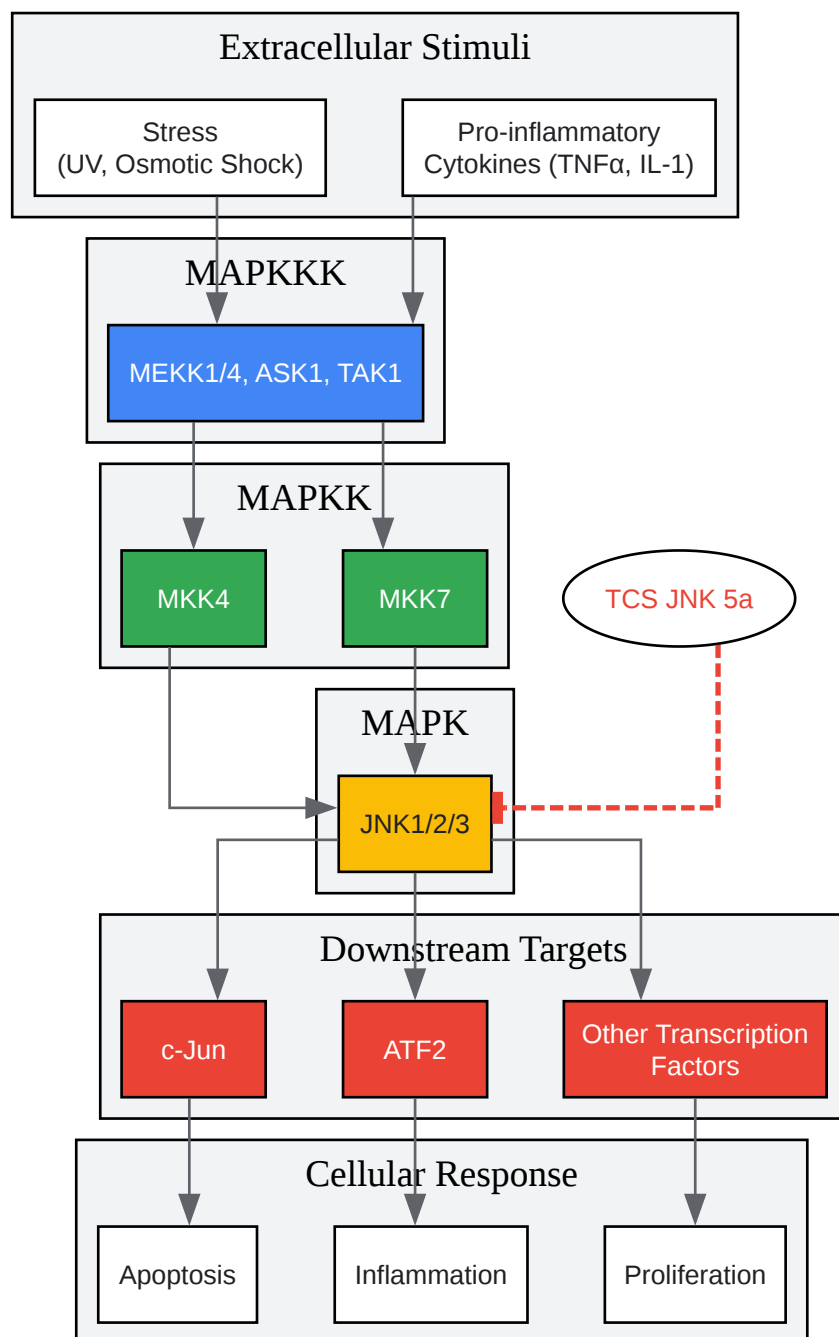 Extracellular Stimuli
Stress
(UV, Osmotic Shock)
Pro-inflammatory
Cytokines (TNFα, IL-1)
MAPKKK
MEKK1/4, ASK1, TAK1
MAPKK
MKK4
MKK7
TCS JNK 5a
MAPK
JNK1/2/3
Downstream Targets
c-Jun
ATF2
Other Transcription
Factors
Cellular Response
Apoptosis
Inflammation
Proliferation